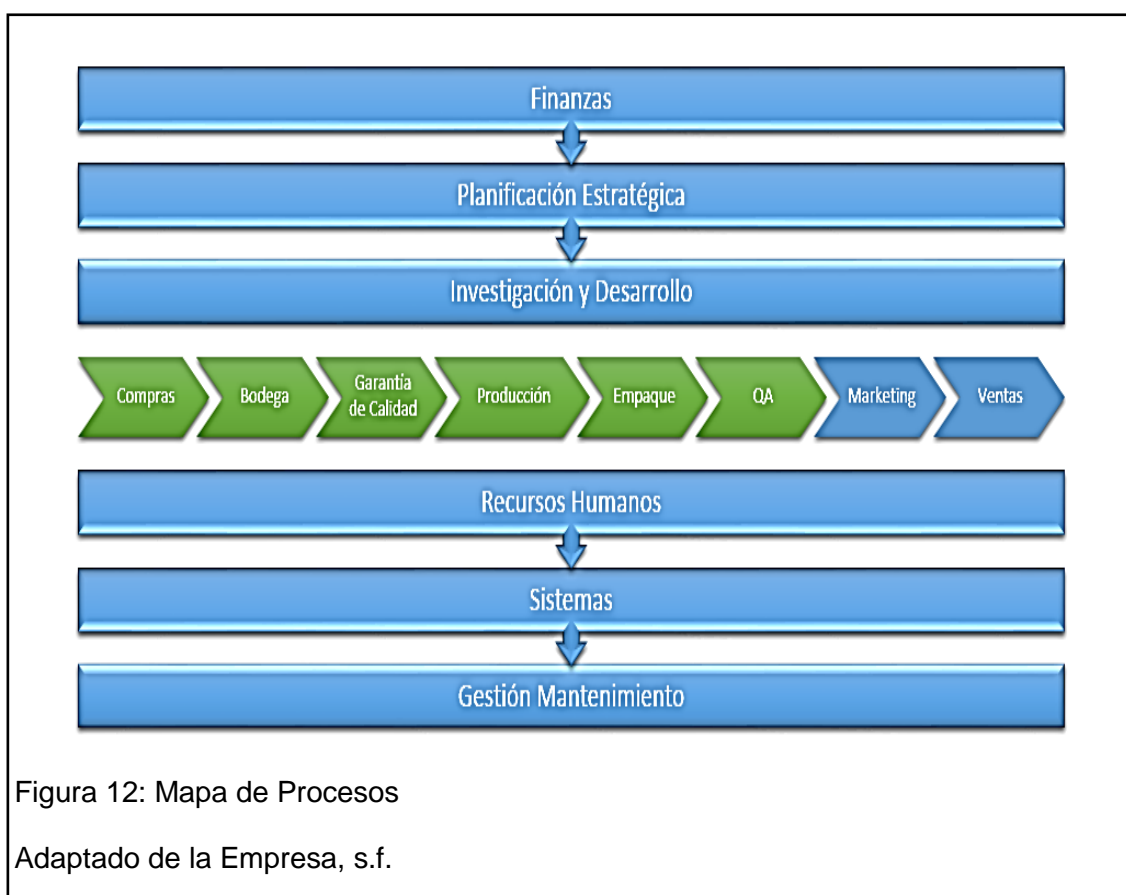 Finanzas
Planificación Estratégica
Investigación y Desarrollo
Compras
Bodega
Garantia
de Calidad
Producción
Empaque
QA
Marketing
Ventas
Recursos Humanos
Sistemas
Gestión Mantenimiento
Figura 12: Mapa de Procesos
Adaptado de la Empresa, s.f.